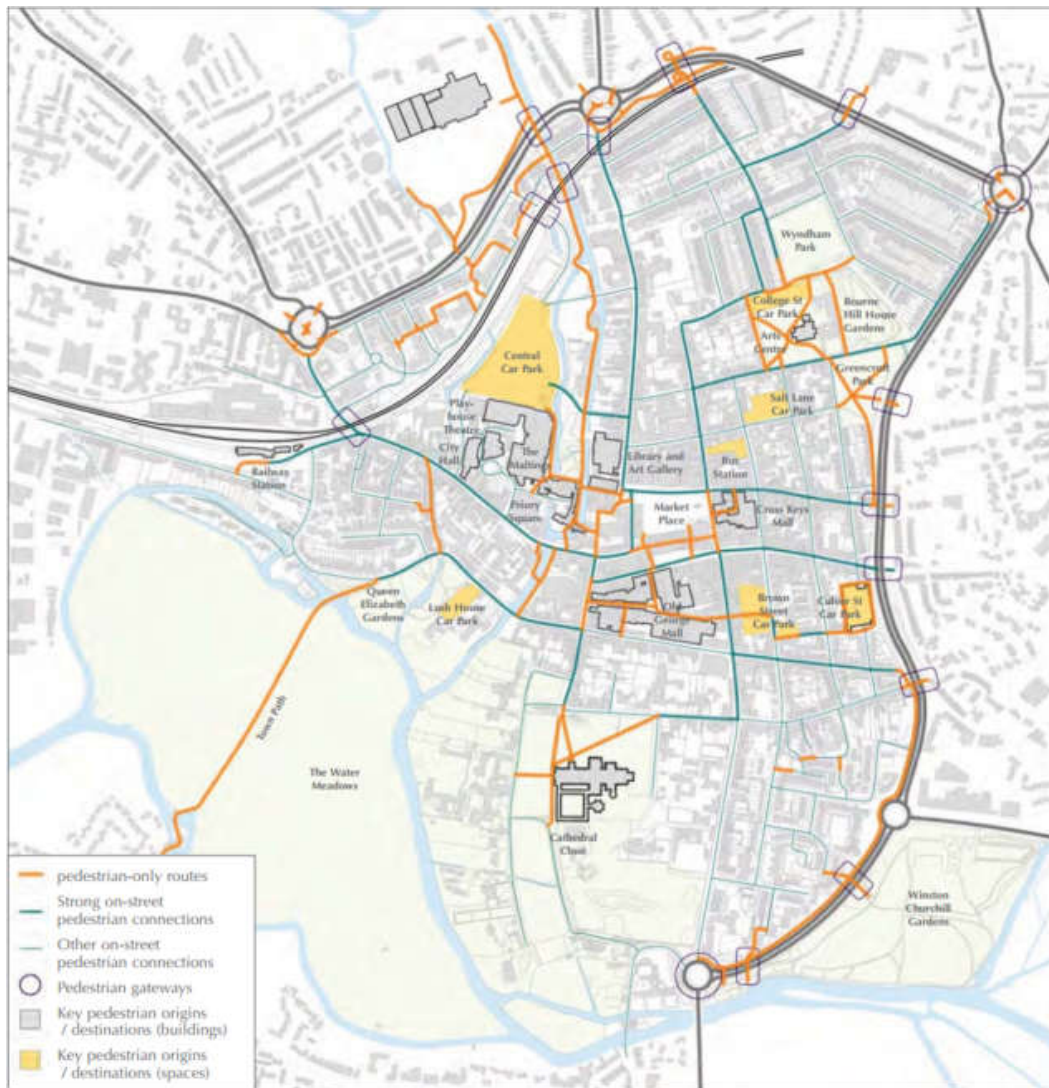 Wyndham
Park
College St
Car Park
Bourne
Hill House
Gardens
Arts
Centre
Greencroft
Park
Central
Car Park
Salt Lane
Car Park
Play-
house
Theatre
City
Hall
The
Maltings
Library and
Art Gallery
Bus
Station
Railway
Station
Priory
Square
Market
Place
Cross Keys
Mall
Queen
Elizabeth
Gardens
Lush House
Car Park
Old
George
Mall
Brown
Street
Car Park
Culver St
Car Park
Town Path
The Water
Meadows
Cathedral
Close
Winston
Churchill
Gardens
pedestrian-only routes
Strong on-street
pedestrian connections
Other on-street
pedestrian connections
Pedestrian gateways
Key pedestrian origins
/ destinations (buildings)
Key pedestrian origins
/ destinations (spaces)